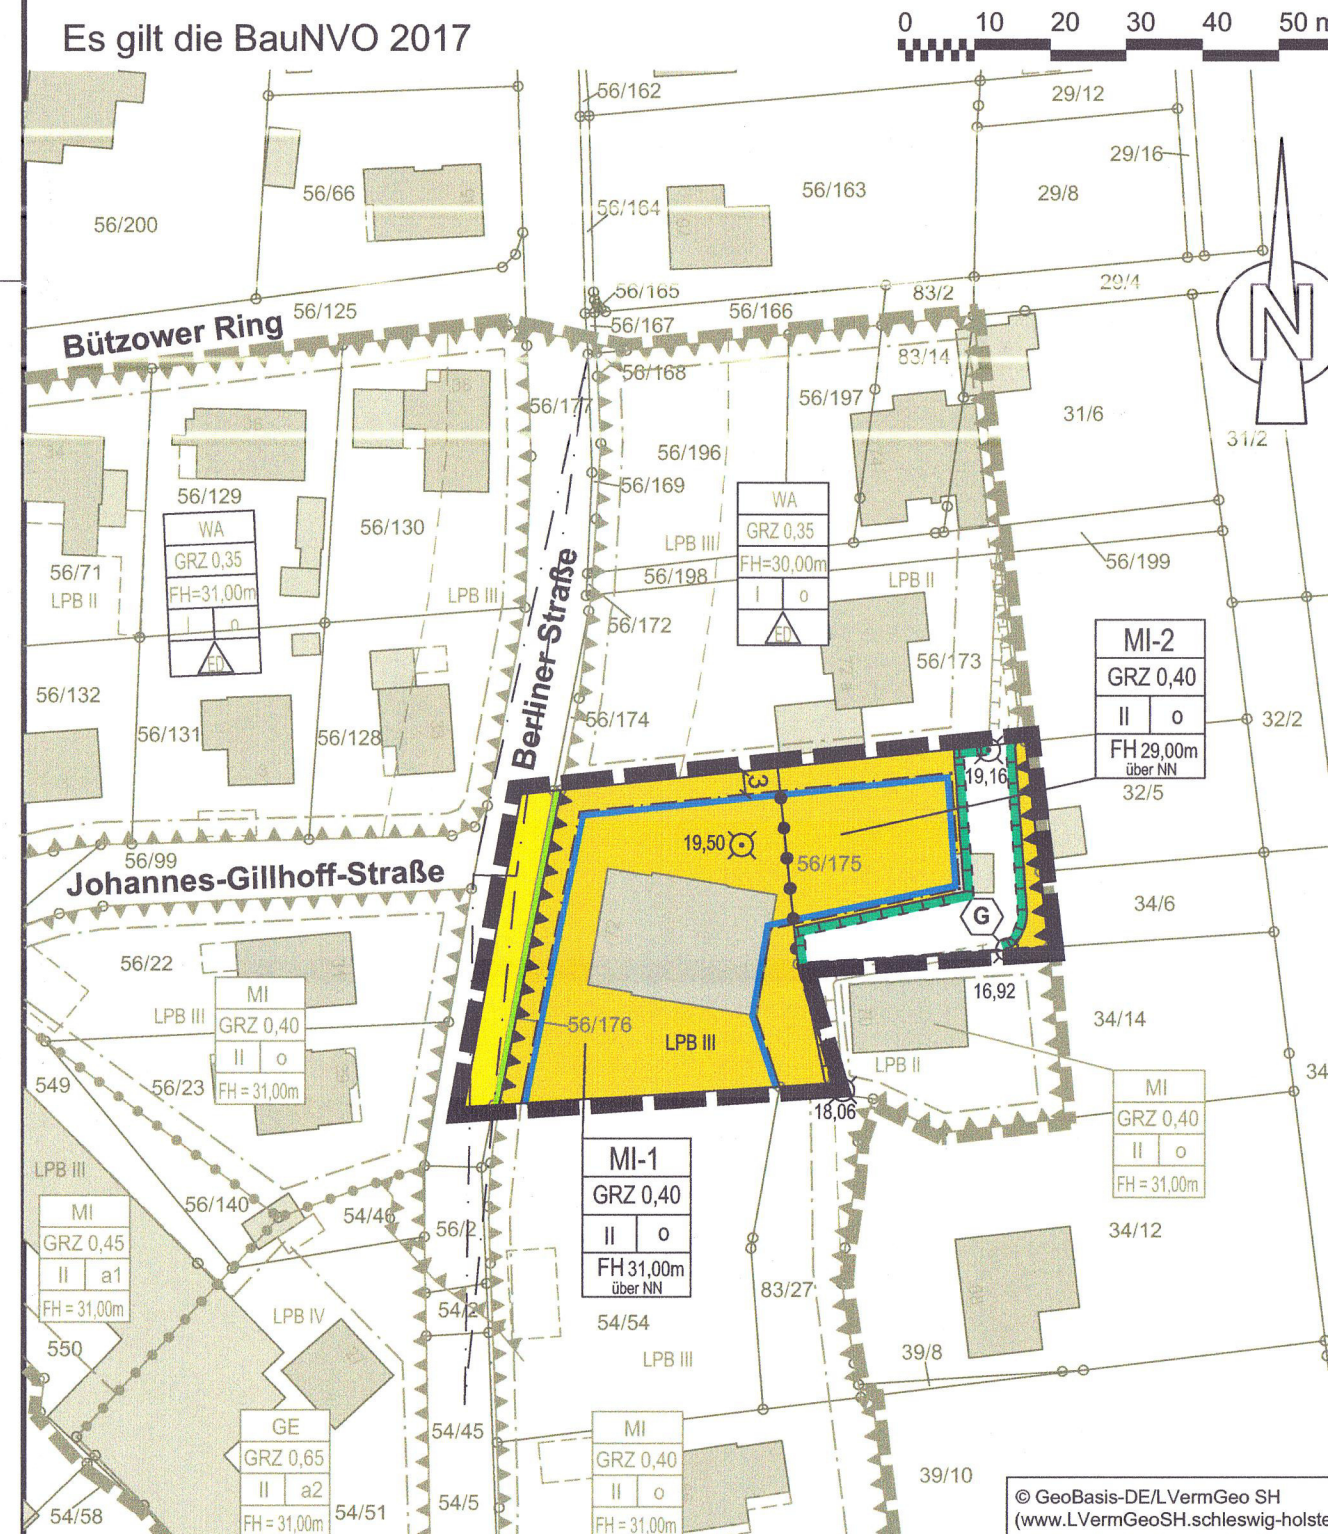 Es gilt die BauNVO 2017
0 10 20 30 40 50 m
56/162
29/12
29/16
56/66
56/163
29/8
56/200
56/164
56/165
29/4
83/2
56/125
56/167
56/166
Bützower Ring
N
56/168
83/14
56/177
56/197
31/6
31/2
56/196
56/169
56/129
56/130
WA
GRZ 0,35
FH=31,00m
I o
ED
WA
GRZ 0,35
FH=30,00m
I o
ED
LPB III
56/198
56/199
56/71
LPB II
LPB III
LPB II
Berliner Straße
56/172
56/173
MI-2
GRZ 0,40
II o
FH 29,00m
über NN
56/132
56/131
56/128
56/174
32/2
19,16
32/5
3
19,50
56/175
56/99
Johannes-Gillhoff-Straße
34/6
G
56/22
16,92
MI
GRZ 0,40
II o
FH = 31,00m
LPB III
56/176
LPB III
34/14
LPB II
549
56/23
18,06
MI
GRZ 0,40
II o
FH = 31,00m
34
LPB III
MI-1
GRZ 0,40
II o
FH 31,00m
über NN
56/140
54/46
56/2
34/12
MI
GRZ 0,45
II a1
FH = 31,00m
83/27
LPB IV
54/2
54/54
550
LPB III
39/8
GE
GRZ 0,65
II a2
FH = 31,00m
54/45
MI
GRZ 0,40
II o
FH = 31,00m
39/10
54/58
54/51
54/5
© GeoBasis-DE/LVermGeo SH
(www.LVermGeoSH.schleswig-holste